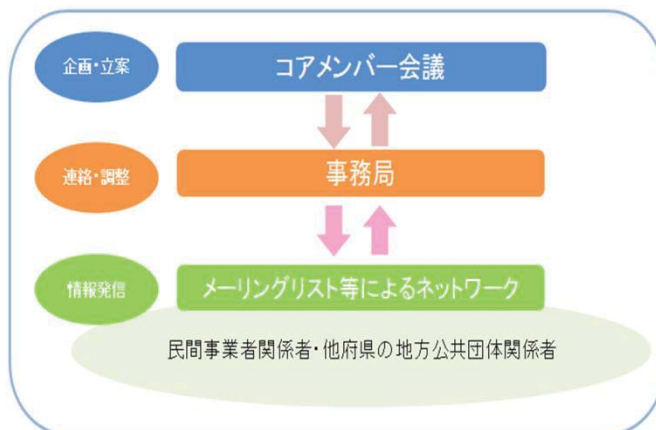 企画・立案
コアメンバー会議
連絡・調整
事務局
情報発信
メーリングリスト等によるネットワーク
民間事業者関係者・他府県の地方公共団体関係者